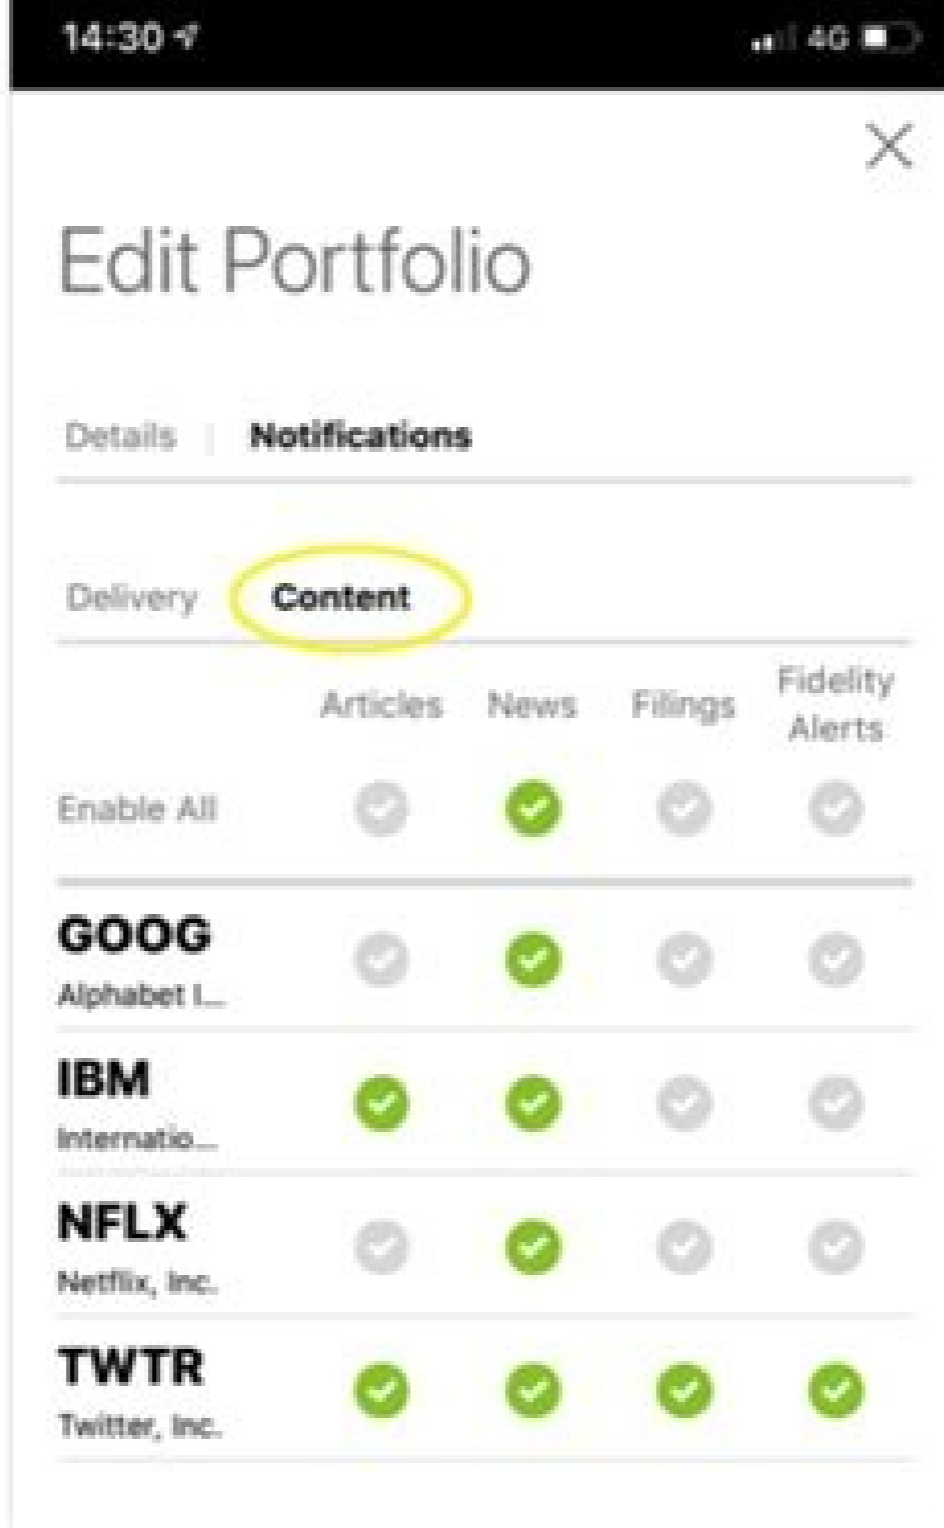 14:30
4G
Edit Portfolio
Details | Notifications
Delivery Content
Articles News Filings Fidelity Alerts
Enable All
GOOG
Alphabet I...
IBM
Internatio...
NFLX
Netflix, Inc.
TWTR
Twitter, Inc.